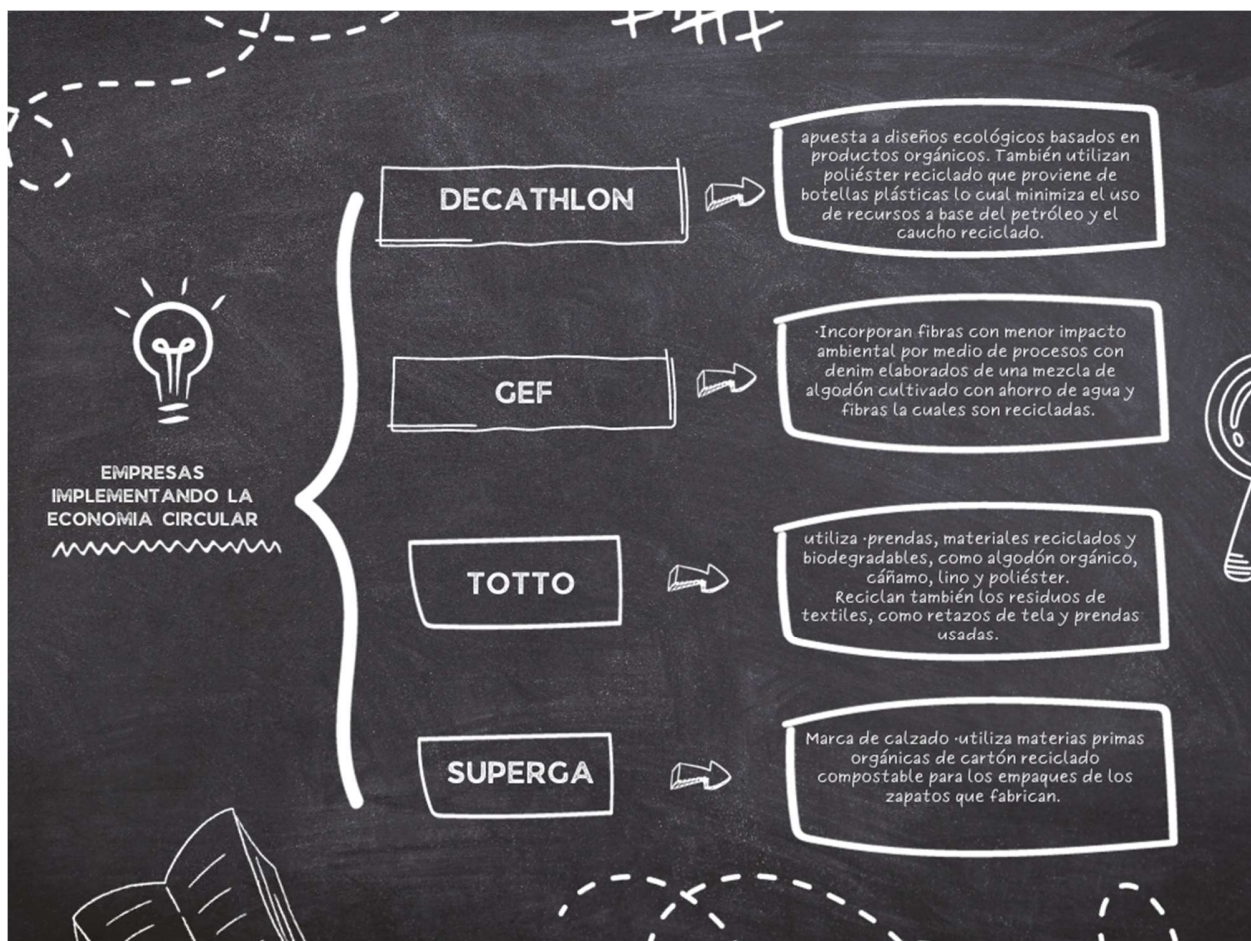 EMPRESAS
IMPLEMENTANDO LA
ECONOMIA CIRCULAR
DECATHLON
apuesta a diseños ecológicos basados en
productos orgánicos. También utilizan
poliéster reciclado que proviene de
botellas plásticas lo cual minimiza el uso
de recursos a base del petróleo y el
caucho reciclado.
GEF
·Incorporan fibras con menor impacto
ambiental por medio de procesos con
denim elaborados de una mezcla de
algodón cultivado con ahorro de agua y
fibras la cuales son recicladas.
TOTTO
utiliza ·prendas, materiales reciclados y
biodegradables, como algodón orgánico,
cáñamo, lino y poliéster.
Reciclan también los residuos de
textiles, como retazos de tela y prendas
usadas.
SUPERGA
Marca de calzado ·utiliza materias primas
orgánicas de cartón reciclado
compostable para los empaques de los
zapatos que fabrican.